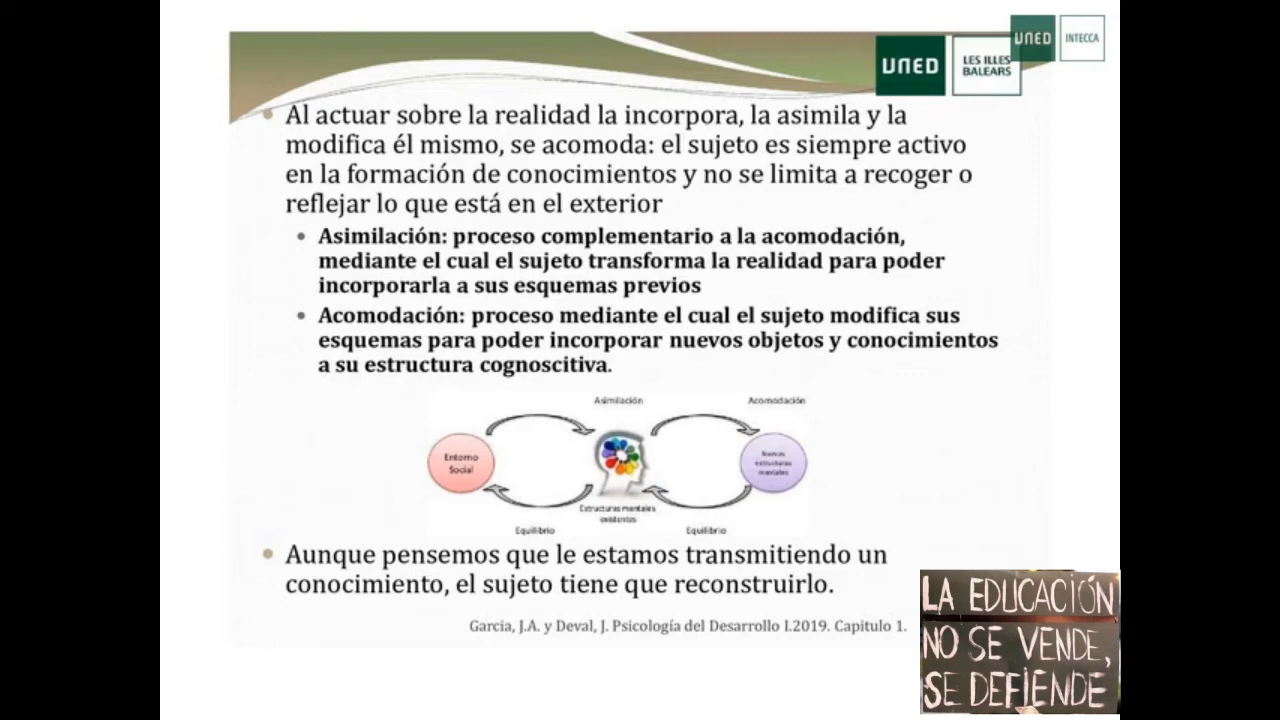 UNED
INTECCA
UNED
LES ILLES
BALEARS
Al actuar sobre la realidad la incorpora, la asimila y la
modifica él mismo, se acomoda: el sujeto es siempre activo
en la formación de conocimientos y no se limita a recoger o
reflejar lo que está en el exterior
Asimilación: proceso complementario a la acomodación,
mediante el cual el sujeto transforma la realidad para poder
incorporarla a sus esquemas previos
Acomodación: proceso mediante el cual el sujeto modifica sus
esquemas para poder incorporar nuevos objetos y conocimientos
a su estructura cognoscitiva.
Asimilación
Acomodación
Entorno
Social
Nuevas
estructuras
mentales
Estructuras mentales
existentes
Equilibrio
Equilibrio
Aunque pensemos que le estamos transmitiendo un
conocimiento, el sujeto tiene que reconstruirlo.
Garcia, J.A. y Deval, J. Psicología del Desarrollo I.2019. Capitulo 1.
LA EDUCACIÓN
NO SE VENDE,
SE DEFIENDE